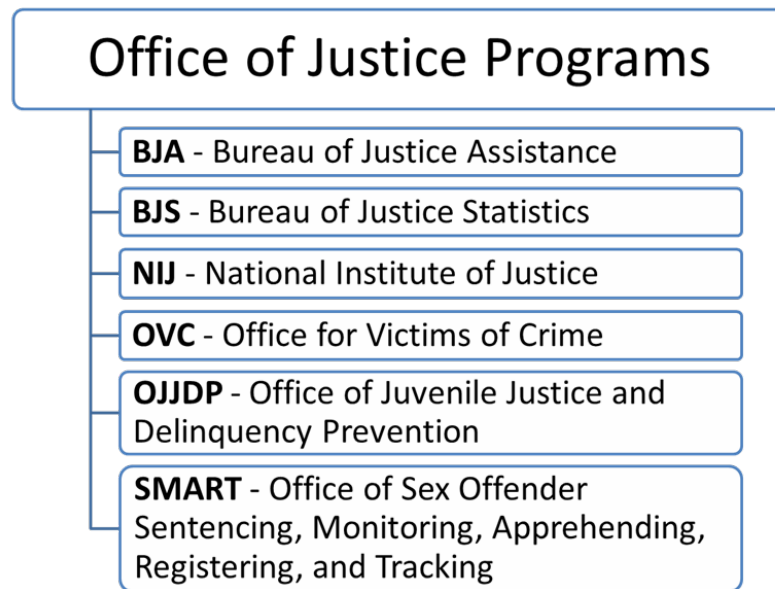 Office of Justice Programs
BJA - Bureau of Justice Assistance
BJS - Bureau of Justice Statistics
NIJ - National Institute of Justice
OVC - Office for Victims of Crime
OJJDP - Office of Juvenile Justice and
Delinquency Prevention
SMART - Office of Sex Offender
Sentencing, Monitoring, Apprehending,
Registering, and Tracking